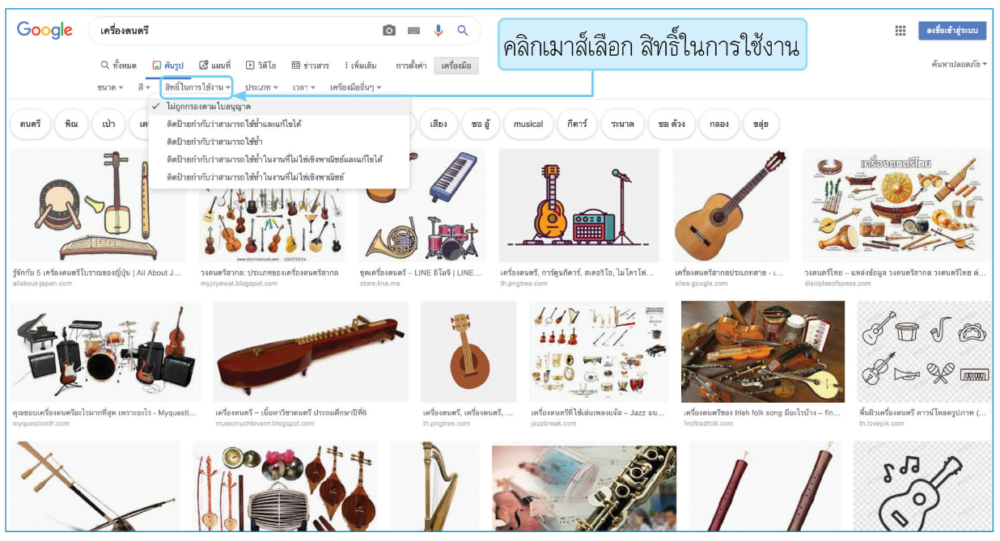 Google
เครื่องดนตรี
คลิกเมาส์เลือก สิทธิ์ในการใช้งาน
ลงชื่อเข้าสู่ระบบ
ทั้งหมด ค้นรูป แผนที่ วิดีโอ ข่าวสาร เพิ่มเติม การตั้งค่า เครื่องมือ
ค้นหาปลอดภัย
ขนาด สี สิทธิ์ในการใช้งาน ประเภท เวลา เครื่องมืออื่นๆ
ไม่ถูกกรองตามใบอนุญาต
ติดป้ายกำกับว่าสามารถใช้ซ้ำและแก้ไขได้
ติดป้ายกำกับว่าสามารถใช้ซ้ำ
ติดป้ายกำกับว่าสามารถใช้ซ้ำในงานที่ไม่ใช่เชิงพาณิชย์และแก้ไขได้
ติดป้ายกำกับว่าสามารถใช้ซ้ำในงานที่ไม่ใช่เชิงพาณิชย์
ดนตรี พิณ เป่า เสียง ซอ อู้ musical กีตาร์ ระนาด ซอ ด้วง กลอง ขลุ่ย
เครื่องดนตรีไทย
www.shutterstock.com · 136570034
รู้จักกับ 5 เครื่องดนตรีโบราณของญี่ปุ่น | All About J...
allabout-japan.com
วงดนตรีสากล: ประเภทของเครื่องดนตรีสากล
mypiyawat.blogspot.com
ชุดเครื่องดนตรี – LINE อิโมจิ | LINE...
store.line.me
เครื่องดนตรี, การ์ตูนกีตาร์, สเตอริโอ, ไมโครโฟ...
th.pngtree.com
เครื่องดนตรีสากลประเภทสาย - เ...
sites.google.com
วงดนตรีไทย – แหล่งข้อมูล วงดนตรีสากล วงดนตรีไทย ด่...
disciplesofspess.com
คุณชอบเครื่องดนตรีอะไรมากที่สุด เพราะอะไร - Myquesti...
myquestionth.com
เครื่องดนตรี ~ เนื้อหาวิชาดนตรี ประถมศึกษาปีที่6
musicmuchloverrr.blogspot.com
เครื่องดนตรี, เครื่องดนตรี, ...
th.pngtree.com
เครื่องดนตรีที่ใช้เล่นเพลงแจ๊ส – Jazz แน...
jazzbreak.com
เครื่องดนตรีของ Irish folk song มีอะไรบ้าง – fin...
findtradfolk.com
พื้นผิวเครื่องดนตรี ดาวน์โหลดรูปภาพ (...
th.lovepik.com